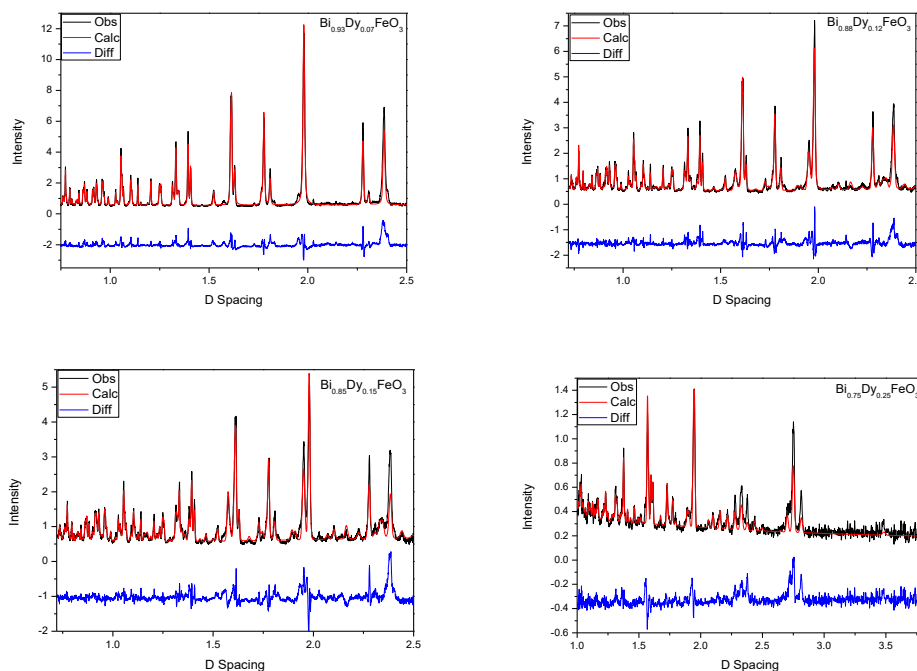 Bi0.93Dy0.07FeO3
Obs
Calc
Diff
Intensity
12
10
8
6
4
2
0
-2
1.0 1.5 2.0 2.5
D Spacing
Bi0.88Dy0.12FeO3
Obs
Calc
Diff
Intensity
7
6
5
4
3
2
1
0
-1
-2
1.0 1.5 2.0
D Spacing
Bi0.85Dy0.15FeO3
Obs
Calc
Diff
Intensity
5
4
3
2
1
0
-1
-2
1.0 1.5 2.0 2.5
D Spacing
Bi0.75Dy0.25FeO3
Obs
Calc
Diff
Intensity
1.4
1.2
1.0
0.8
0.6
0.4
0.2
0.0
-0.2
-0.4
-0.6
1.0 1.5 2.0 2.5 3.0 3.5
D Spacing